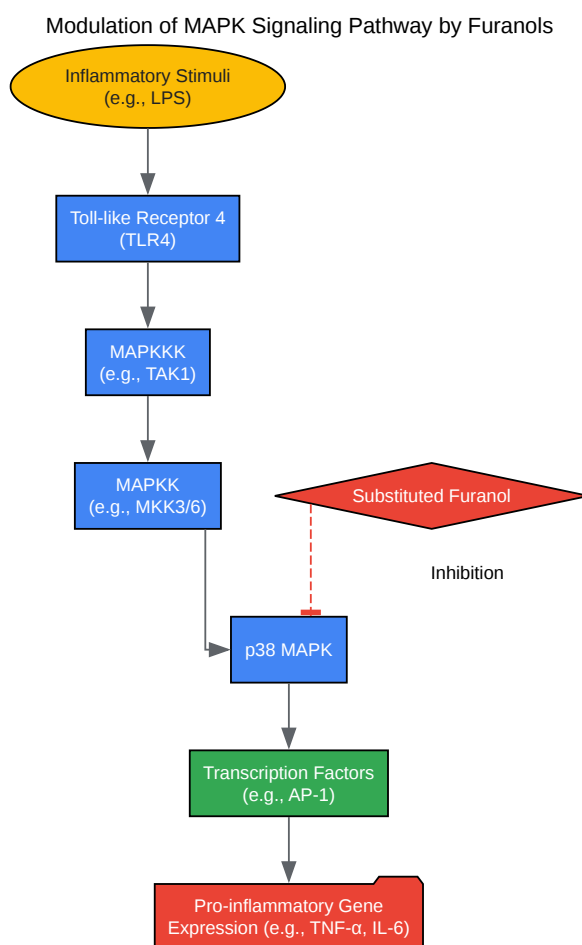 Modulation of MAPK Signaling Pathway by Furanols
Inflammatory Stimuli
(e.g., LPS)
Toll-like Receptor 4
(TLR4)
MAPKKK
(e.g., TAK1)
MAPKK
(e.g., MKK3/6)
Substituted Furanol
Inhibition
p38 MAPK
Transcription Factors
(e.g., AP-1)
Pro-inflammatory Gene
Expression (e.g., TNF-α, IL-6)